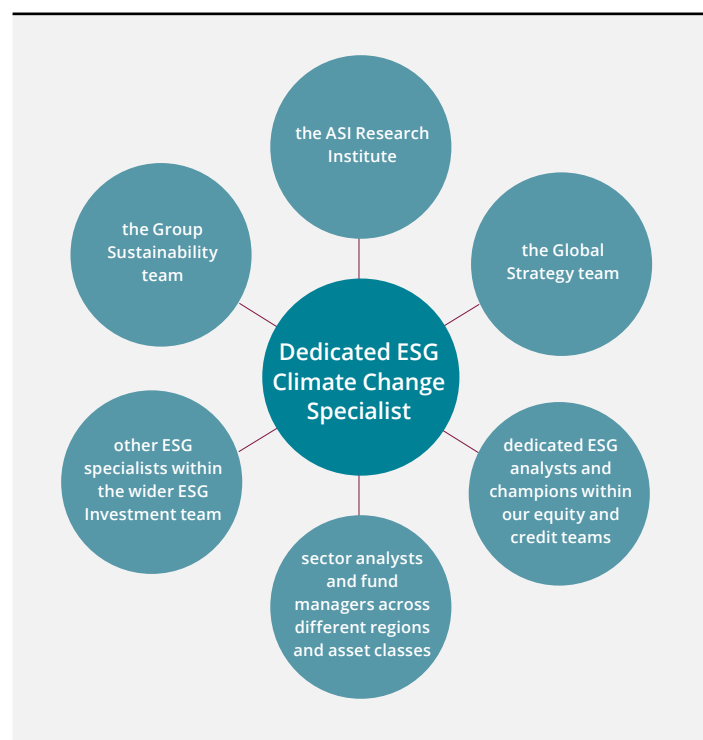 the ASI Research
Institute
the Group
Sustainability
team
the Global
Strategy team
Dedicated ESG
Climate Change
Specialist
other ESG
specialists within
the wider ESG
Investment team
dedicated ESG
analysts and
champions within
our equity and
credit teams
sector analysts
and fund
managers across
different regions
and asset classes